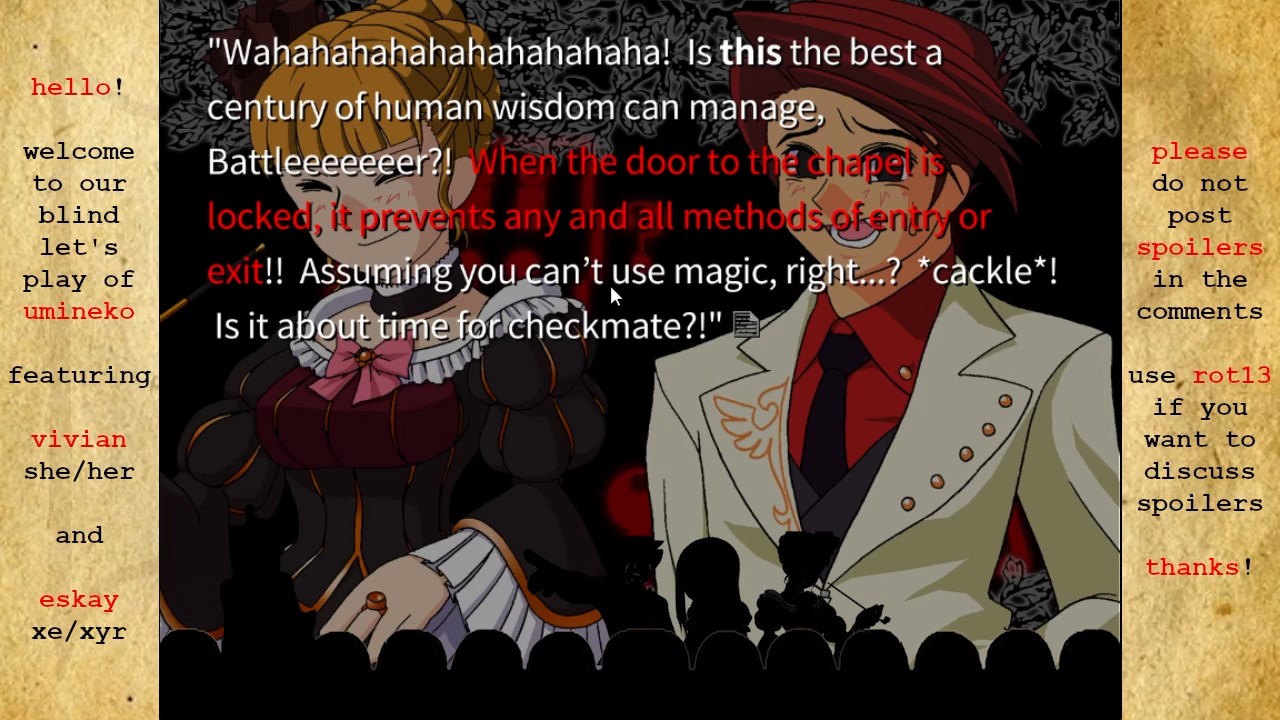 hello!
welcome
to our
blind
let's
play of
umineko
featuring
vivian
she/her
and
eskay
xe/xyr
"Wahahahahahahahahaha!  Is this the best a
century of human wisdom can manage,
Battleeeeeeer?!  When the door to the chapel is
locked, it prevents any and all methods of entry or
exit!!  Assuming you can't use magic, right...?  *cackle*!
Is it about time for checkmate?!"
please
do not
post
spoilers
in the
comments
use rot13
if you
want to
discuss
spoilers
thanks!